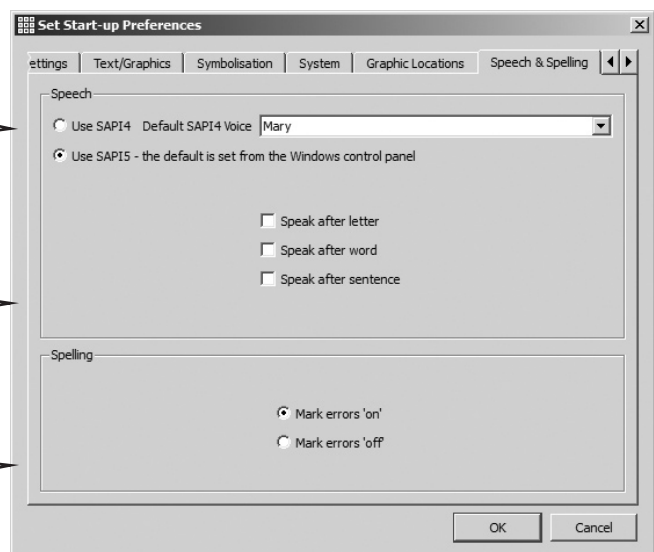 Set Start-up Preferences
ettings Text/Graphics Symbolisation System Graphic Locations Speech & Spelling
Speech
Use SAPI4 Default SAPI4 Voice Mary
Use SAPI5 - the default is set from the Windows control panel
Speak after letter
Speak after word
Speak after sentence
Spelling
Mark errors 'on'
Mark errors 'off'
OK Cancel